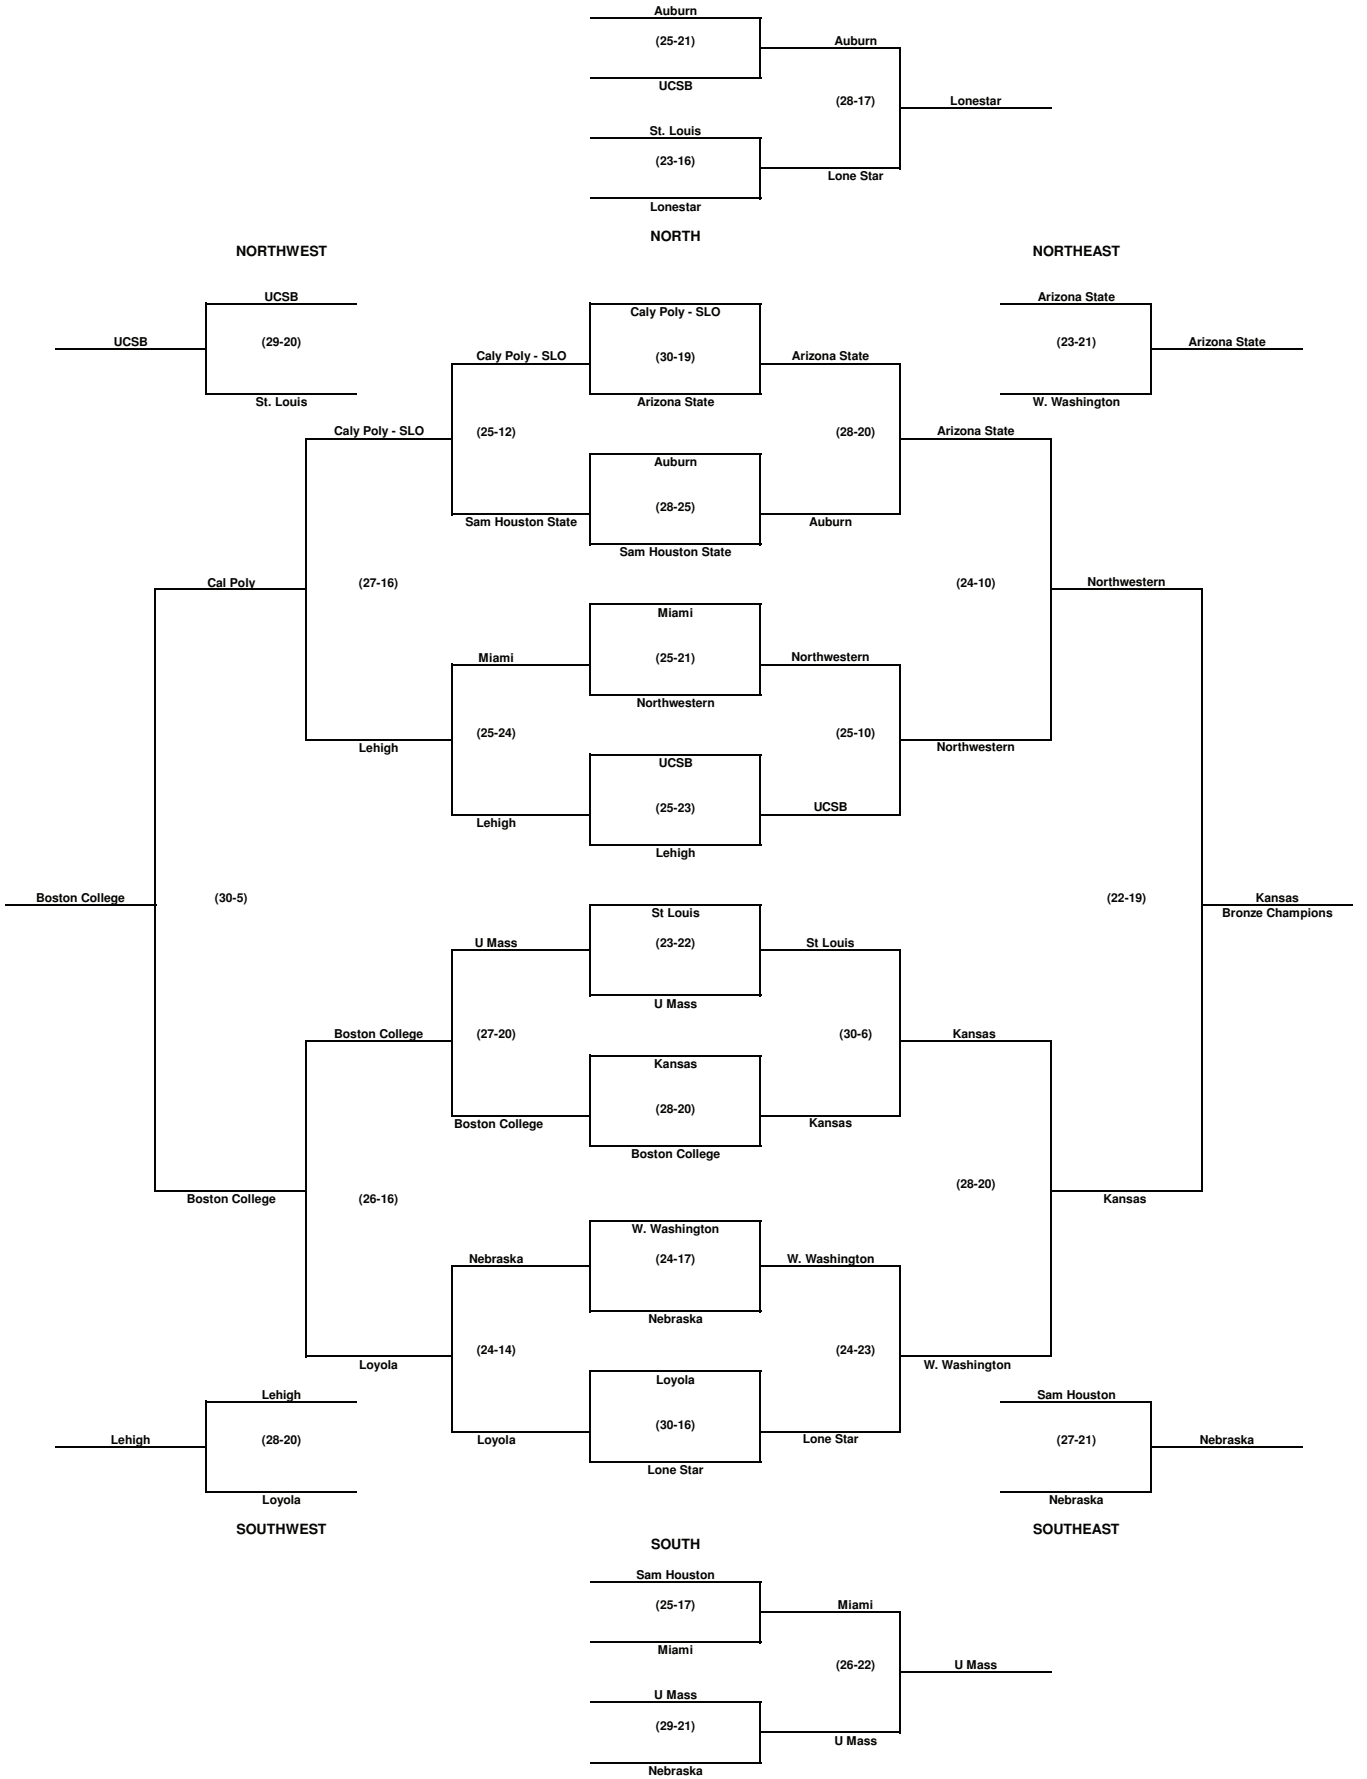 Auburn
(25-21)
Auburn
UCSB
(28-17)
Lonestar
St. Louis
(23-16)
Lone Star
Lonestar
NORTH
NORTHWEST
NORTHEAST
UCSB
Caly Poly - SLO
Arizona State
UCSB
(29-20)
Caly Poly - SLO
(30-19)
Arizona State
(23-21)
Arizona State
St. Louis
Arizona State
W. Washington
Caly Poly - SLO
(25-12)
(28-20)
Arizona State
Auburn
(28-25)
Sam Houston State
Auburn
Sam Houston State
Cal Poly
(27-16)
(24-10)
Northwestern
Miami
Miami
(25-21)
Northwestern
Northwestern
(25-24)
(25-10)
Lehigh
Northwestern
UCSB
(25-23)
UCSB
Lehigh
Lehigh
Boston College
(30-5)
(22-19)
Kansas
Bronze Champions
St Louis
U Mass
(23-22)
St Louis
U Mass
Boston College
(27-20)
(30-6)
Kansas
Kansas
(28-20)
Boston College
Kansas
Boston College
(28-20)
Boston College
(26-16)
Kansas
W. Washington
Nebraska
(24-17)
W. Washington
Nebraska
(24-14)
(24-23)
Loyola
W. Washington
Loyola
Lehigh
Sam Houston
(30-16)
Lehigh
(28-20)
Loyola
Lone Star
(27-21)
Nebraska
Lone Star
Loyola
Nebraska
SOUTHWEST
SOUTHEAST
SOUTH
Sam Houston
(25-17)
Miami
Miami
(26-22)
U Mass
U Mass
(29-21)
U Mass
Nebraska